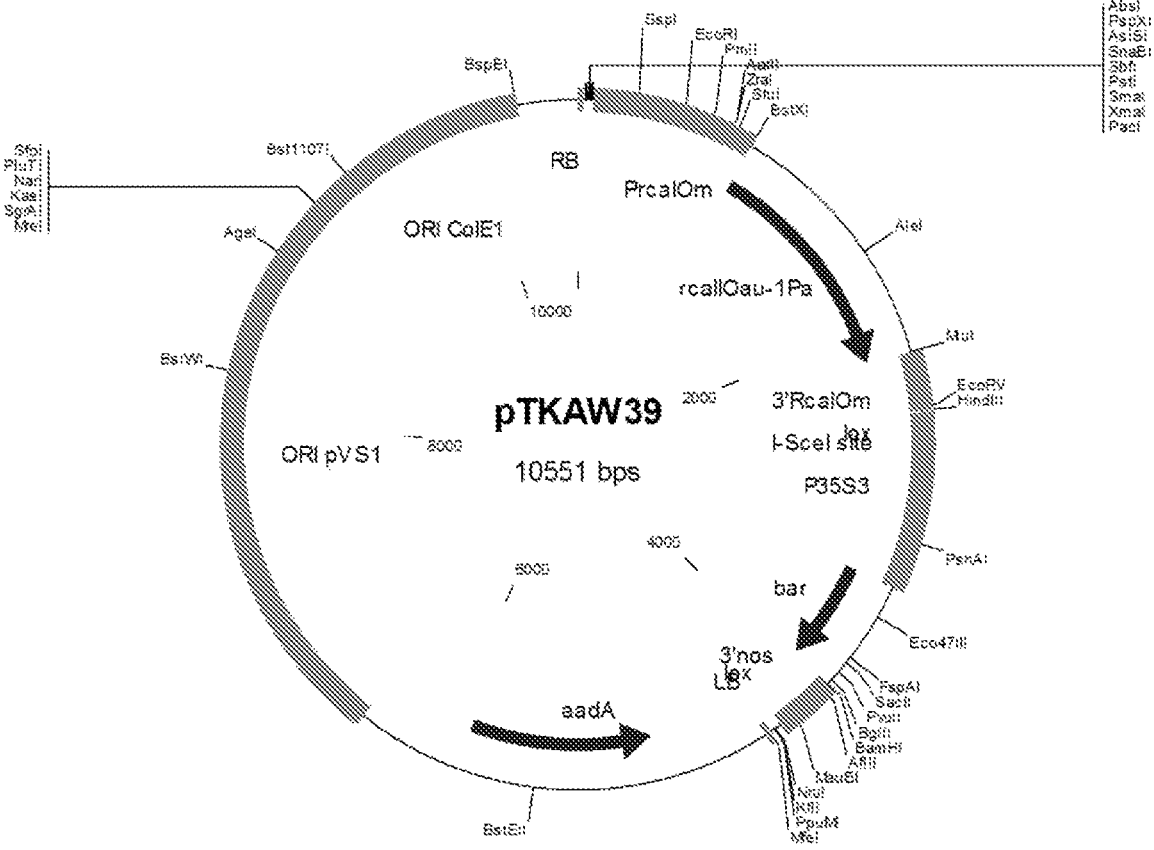 AbsI
PspXI
AsiSI
SnaBI
SbfI
PstI
SmaI
XmaI
PacI
SspI
EcoRI
PmlI
AatII
ZraI
StuI
BstXI
BspEI
Bst1107I
SfoI
PluTI
NarI
KasI
SgrAI
MreI
AgeI
BstWI
RB
PrcalOm
ORI ColE1
AleI
rcalIOau-1Pa
10000
MluI
EcoRV
HindIII
2000
3'RcalOm
lox
I-SceI site
P35S3
pTKAW39
10551 bps
8000
ORI pVS1
4000
6000
PshAI
bar
Eco47III
3'nos
lox
LB
FspAI
SacII
PvuII
BglII
BamHI
AflII
MauBI
NruI
KflI
PpuMI
MfeI
aadA
BstEII